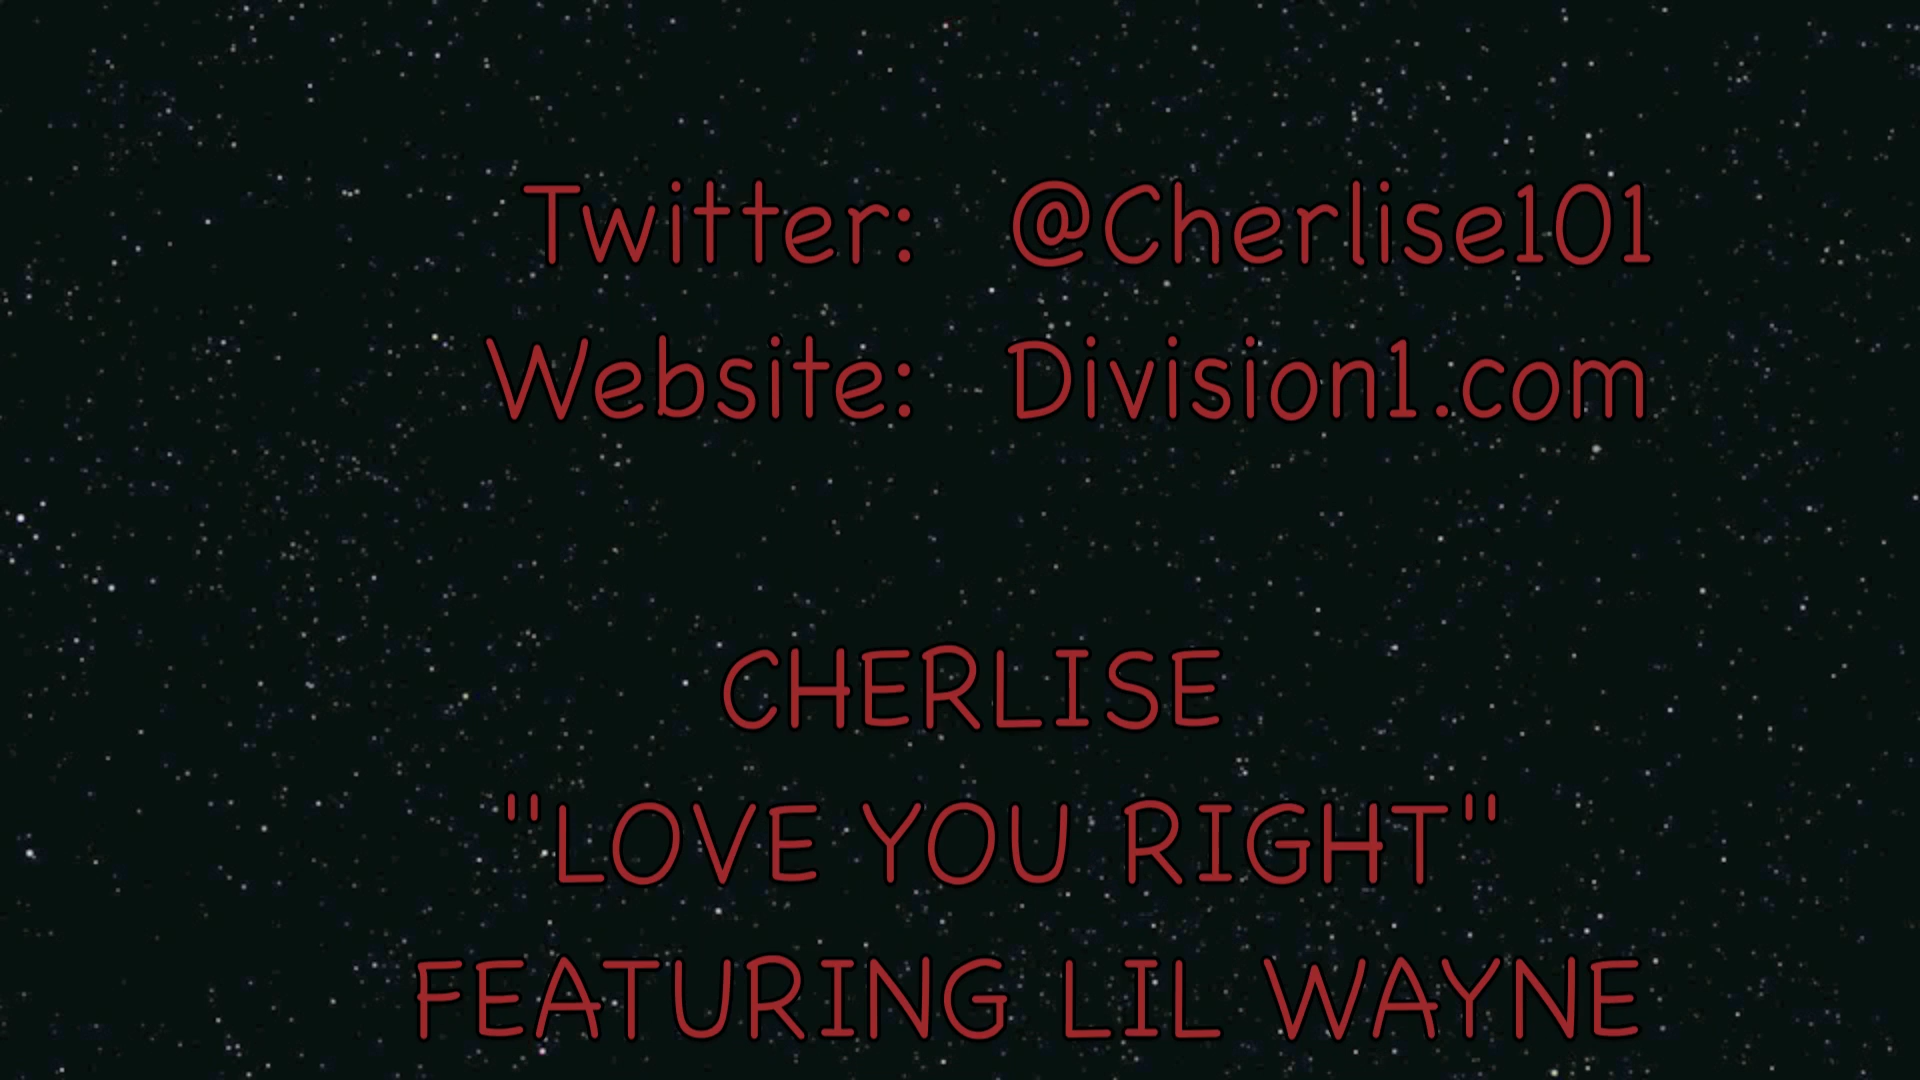 Twitter: @Cherlise101
Website: Division1.com
CHERLISE
"LOVE YOU RIGHT"
FEATURING LIL WAYNE